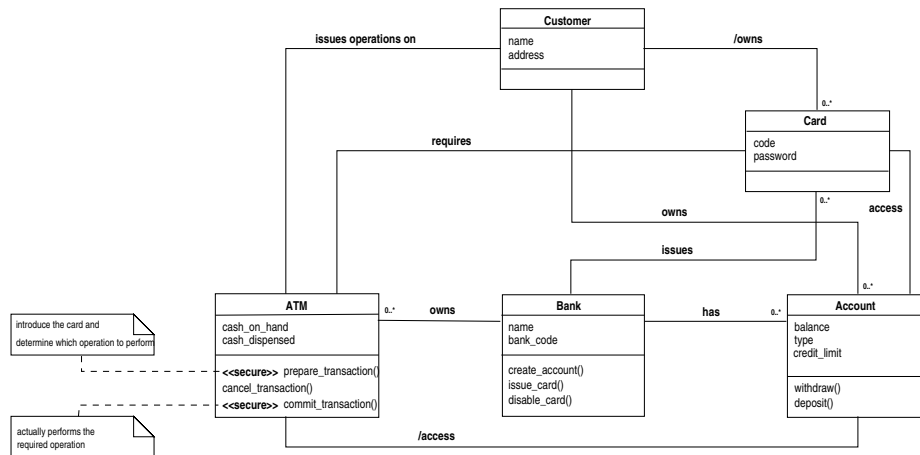 Customer
name
address
issues operations on
/owns
0..*
Card
code
password
requires
0..*
access
owns
issues
0..*
ATM
cash_on_hand
cash_dispensed
<<secure>> prepare_transaction()
cancel_transaction()
<<secure>> commit_transaction()
0..*
owns
Bank
name
bank_code
create_account()
issue_card()
disable_card()
has
0..*
Account
balance
type
credit_limit
withdraw()
deposit()
introduce the card and
determine which operation to perform
actually performs the
required operation
/access